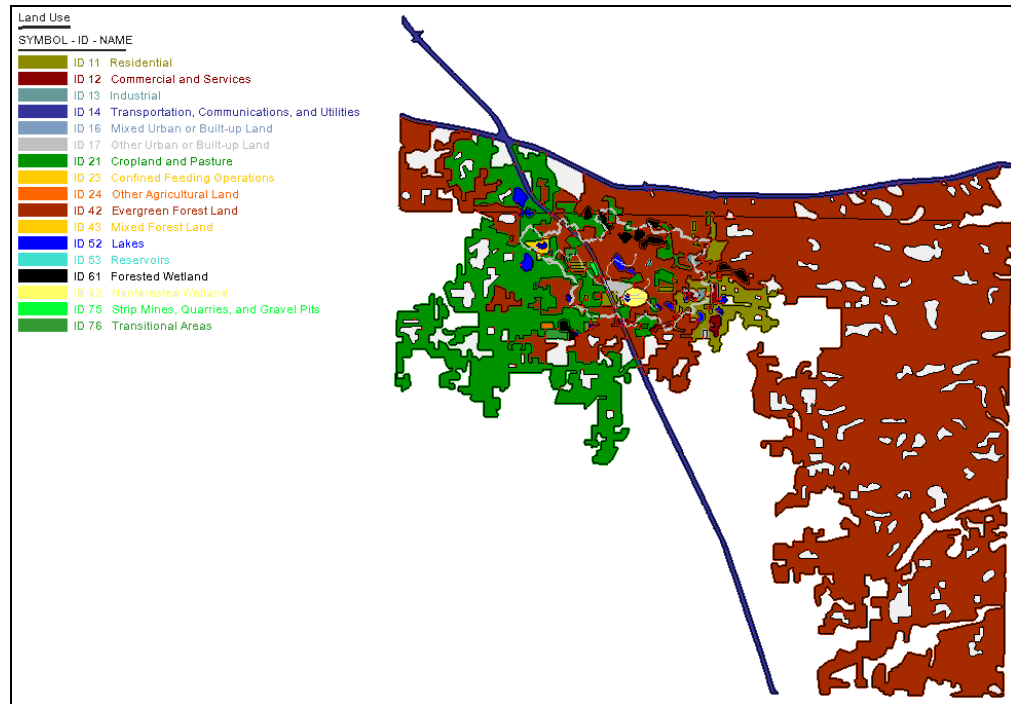 Land Use
SYMBOL - ID - NAME
ID 11 Residential
ID 12 Commercial and Services
ID 13 Industrial
ID 14 Transportation, Communications, and Utilities
ID 16 Mixed Urban or Built-up Land
ID 17 Other Urban or Built-up Land
ID 21 Cropland and Pasture
ID 23 Confined Feeding Operations
ID 24 Other Agricultural Land
ID 42 Evergreen Forest Land
ID 43 Mixed Forest Land
ID 52 Lakes
ID 53 Reservoirs
ID 61 Forested Wetland
ID 62 Nonforested Wetland
ID 75 Strip Mines, Quarries, and Gravel Pits
ID 76 Transitional Areas